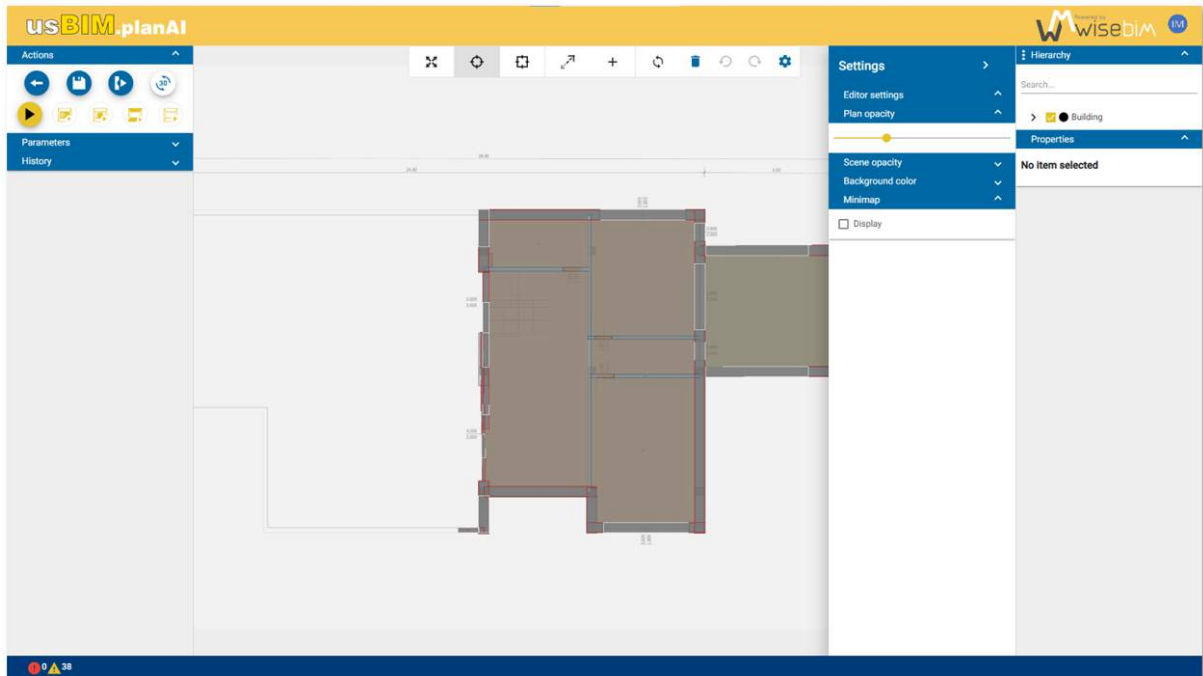 usBIM.planAI
Powered by
wisebim
IM
Actions
3D
Parameters
History
Settings
Editor settings
Plan opacity
Scene opacity
Background color
Minimap
Display
Hierarchy
Search...
Building
Properties
No item selected
0 38